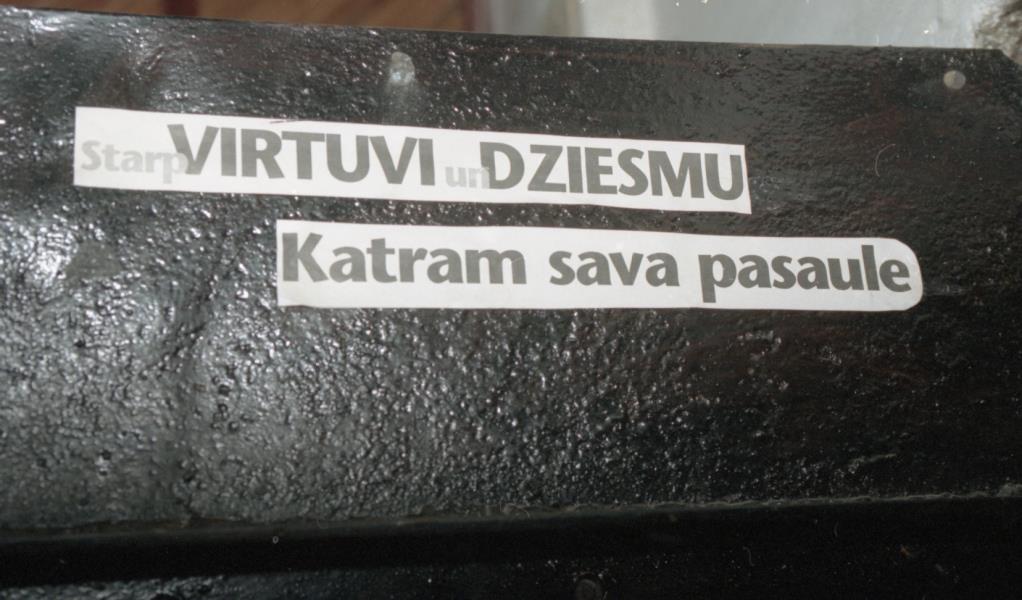 Starp VIRTUVI un DZIESMU
Katram sava pasaule